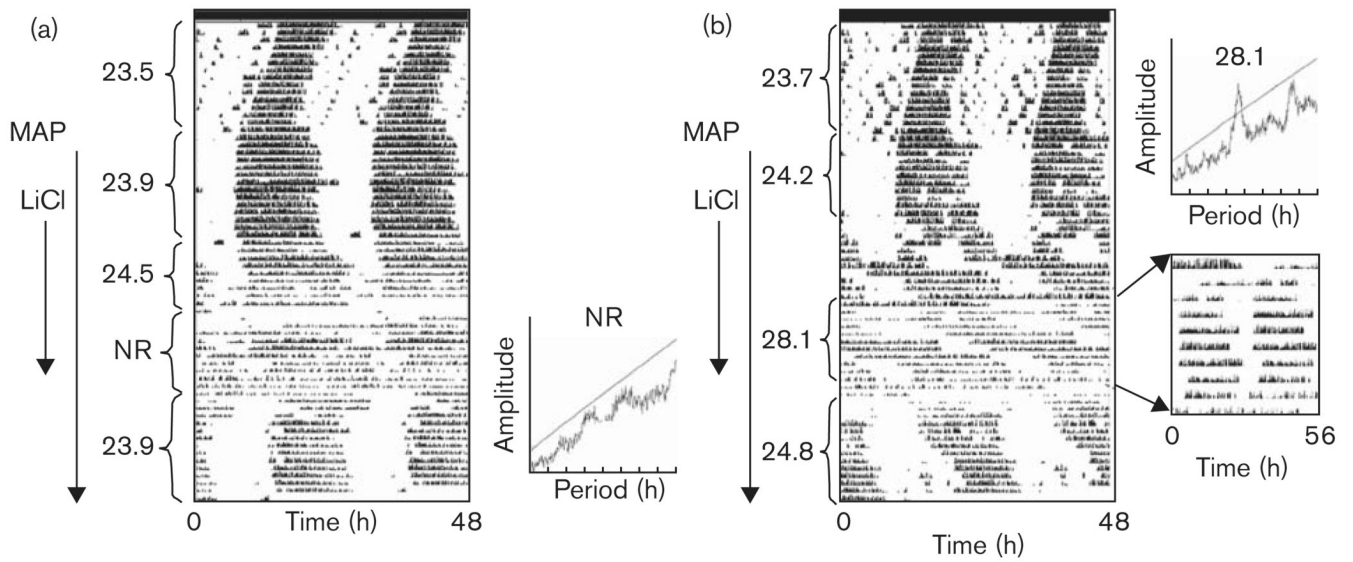 (a)
23.5
MAP
23.9
LiCl
24.5
NR
23.9
0
Time (h)
48
NR
Amplitude
Period (h)
(b)
23.7
MAP
24.2
LiCl
28.1
24.8
0
48
Time (h)
28.1
Amplitude
Period (h)
0
56
Time (h)